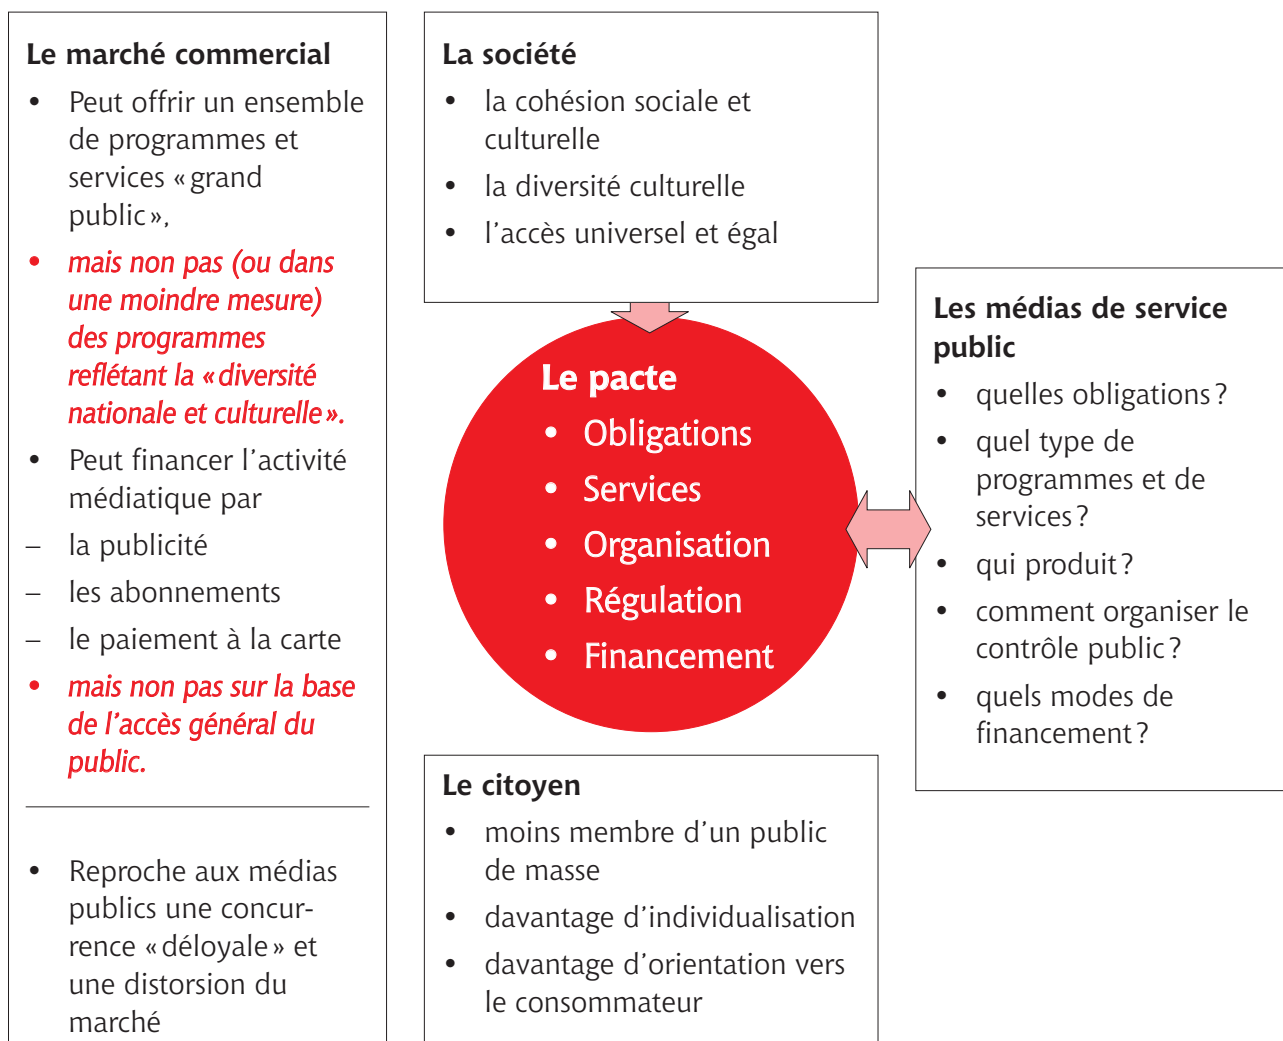 Le marché commercial
• Peut offrir un ensemble
de programmes et
services « grand
public »,
• mais non pas (ou dans
une moindre mesure)
des programmes
reflétant la « diversité
nationale et culturelle ».
• Peut financer l’activité
médiatique par
– la publicité
– les abonnements
– le paiement à la carte
• mais non pas sur la base
de l’accès général du
public.
• Reproche aux médias
publics une concur-
rence « déloyale » et
une distorsion du
marché
La société
• la cohésion sociale et
culturelle
• la diversité culturelle
• l’accès universel et égal
Le pacte
• Obligations
• Services
• Organisation
• Régulation
• Financement
Le citoyen
• moins membre d’un public
de masse
• davantage d’individualisation
• davantage d’orientation vers
le consommateur
Les médias de service
public
• quelles obligations ?
• quel type de
programmes et de
services ?
• qui produit ?
• comment organiser le
contrôle public ?
• quels modes de
financement ?